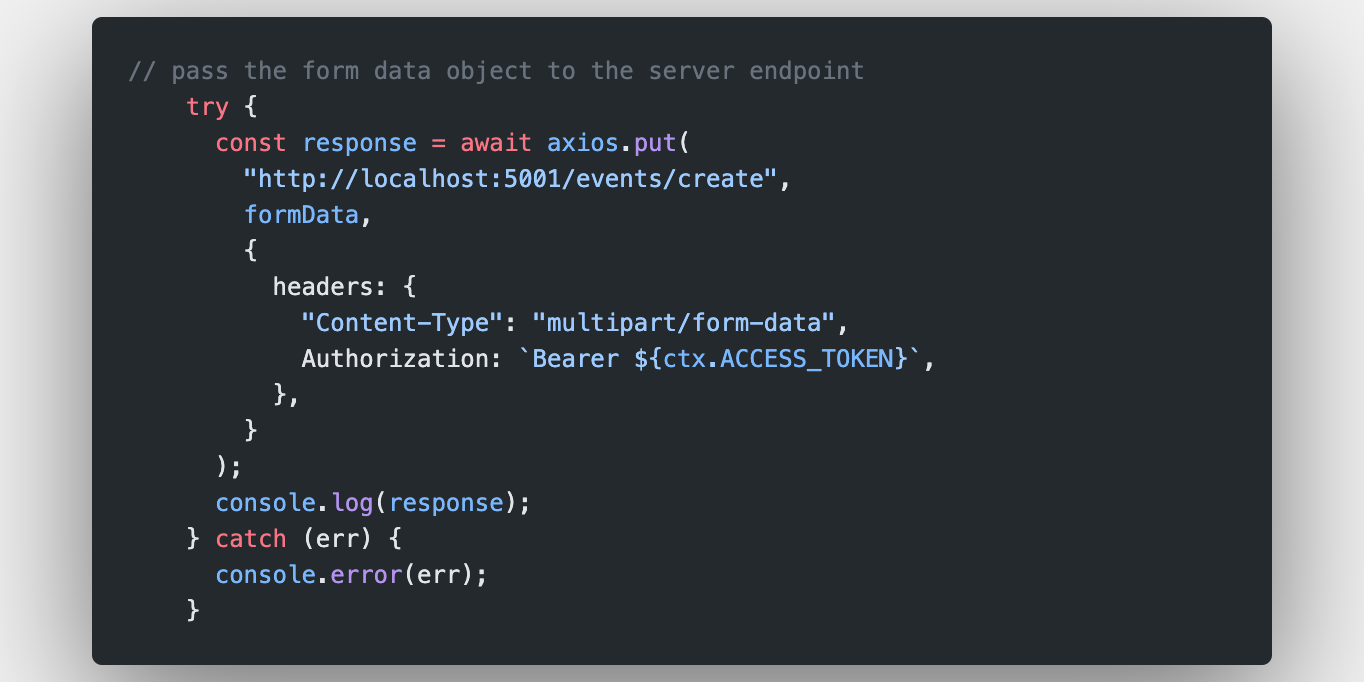 // pass the form data object to the server endpoint
    try {
      const response = await axios.put(
        "http://localhost:5001/events/create",
        formData,
        {
          headers: {
            "Content-Type": "multipart/form-data",
            Authorization: `Bearer ${ctx.ACCESS_TOKEN}`,
          },
        }
      );
      console.log(response);
    } catch (err) {
      console.error(err);
    }